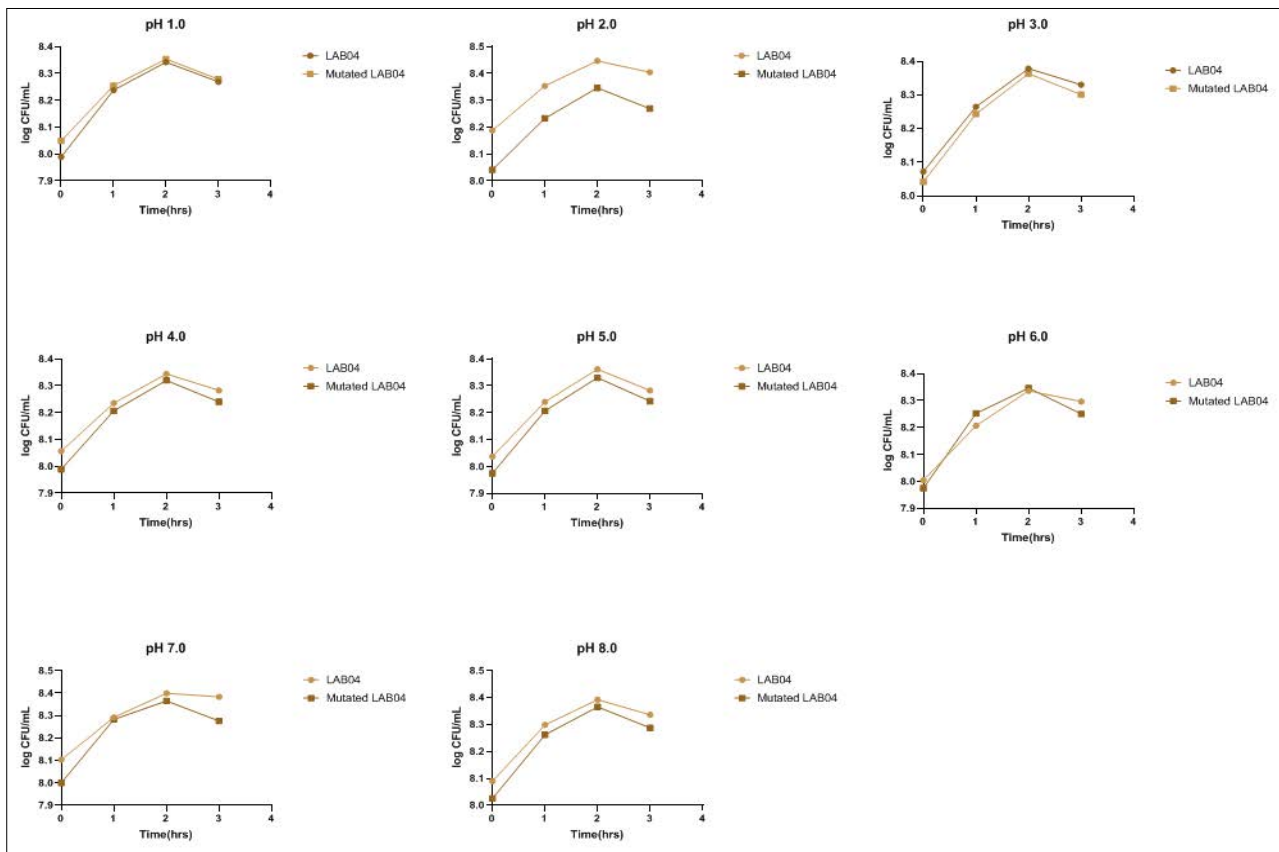 pH 1.0
8.4
8.3
8.2
8.1
8.0
7.9
log CFU/mL
0 1 2 3 4
Time(hrs)
LAB04
Mutated LAB04
pH 2.0
8.5
8.4
8.3
8.2
8.1
8.0
log CFU/mL
0 1 2 3 4
Time(hrs)
LAB04
Mutated LAB04
pH 3.0
8.4
8.3
8.2
8.1
8.0
log CFU/mL
0 1 2 3 4
Time(hrs)
LAB04
Mutated LAB04
pH 4.0
8.4
8.3
8.2
8.1
8.0
7.9
log CFU/mL
0 1 2 3 4
Time(hrs)
LAB04
Mutated LAB04
pH 5.0
8.4
8.3
8.2
8.1
8.0
7.9
log CFU/mL
0 1 2 3 4
Time(hrs)
LAB04
Mutated LAB04
pH 6.0
8.4
8.3
8.2
8.1
8.0
7.9
log CFU/mL
0 1 2 3 4
Time(hrs)
LAB04
Mutated LAB04
pH 7.0
8.5
8.4
8.3
8.2
8.1
8.0
7.9
log CFU/mL
0 1 2 3 4
Time(hrs)
LAB04
Mutated LAB04
pH 8.0
8.5
8.4
8.3
8.2
8.1
8.0
log CFU/mL
0 1 2 3 4
Time(hrs)
LAB04
Mutated LAB04